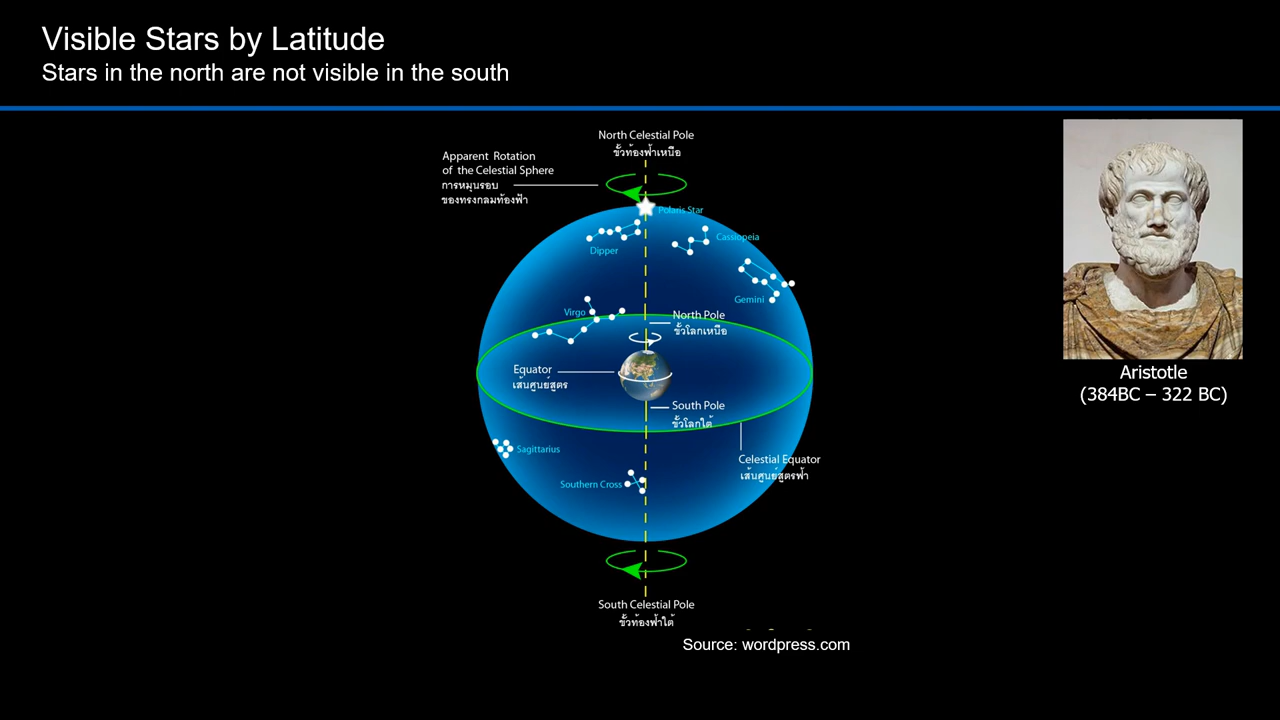 Visible Stars by Latitude
Stars in the north are not visible in the south
North Celestial Pole
ขั้วท้องฟ้าเหนือ
Apparent Rotation
of the Celestial Sphere
การหมุนรอบ
ของทรงกลมท้องฟ้า
Polaris Star
Dipper
Cassiopeia
Gemini
Virgo
North Pole
ขั้วโลกเหนือ
Equator
เส้นศูนย์สูตร
South Pole
ขั้วโลกใต้
Sagittarius
Celestial Equator
เส้นศูนย์สูตรฟ้า
Southern Cross
South Celestial Pole
ขั้วท้องฟ้าใต้
Source: wordpress.com
Aristotle
(384BC – 322 BC)